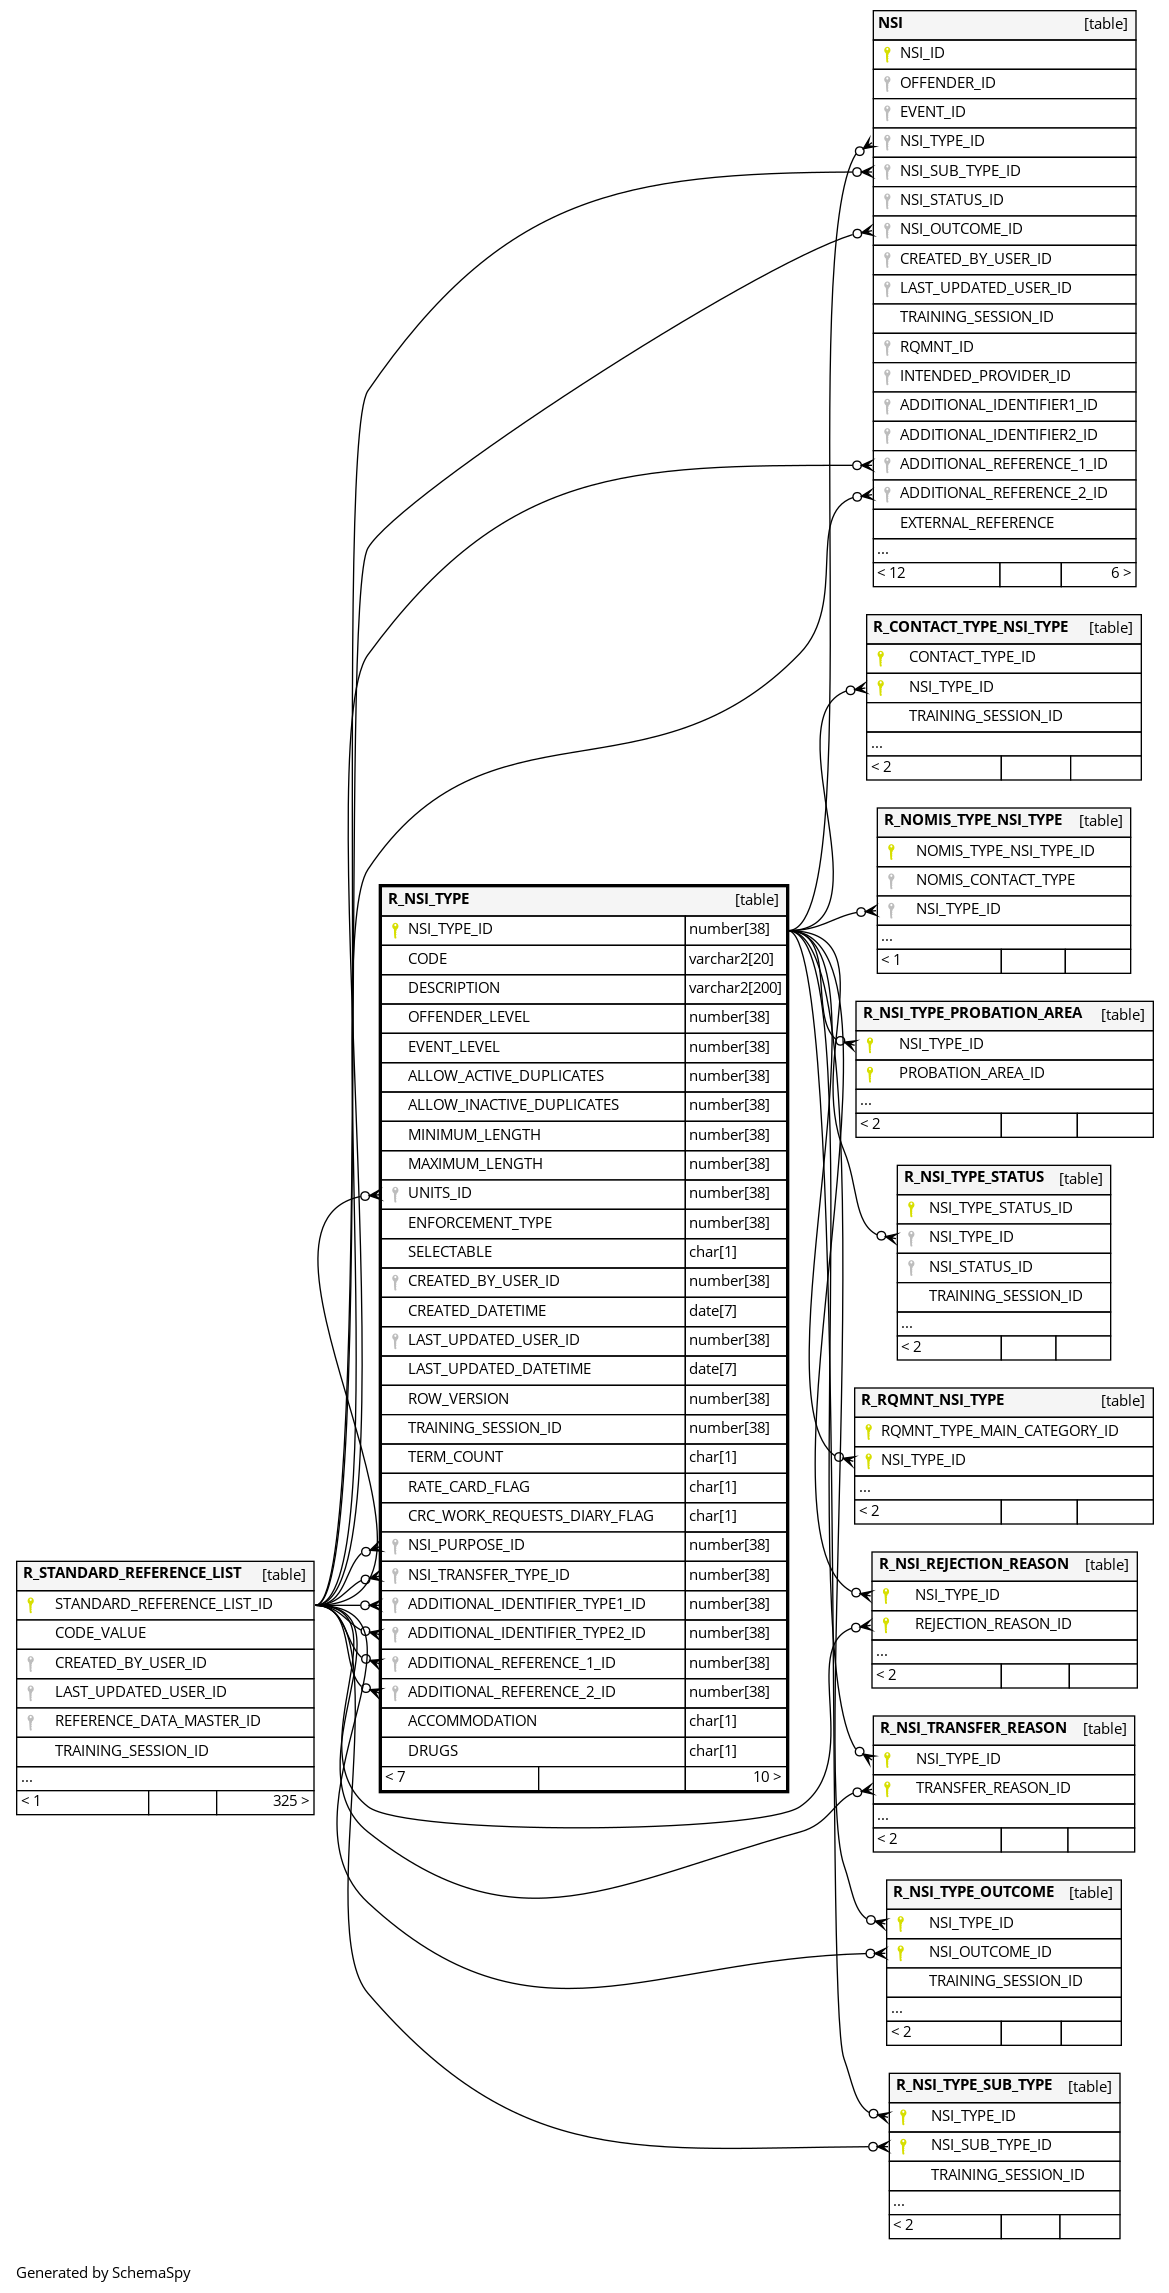 NSI [table]
NSI_ID
OFFENDER_ID
EVENT_ID
NSI_TYPE_ID
NSI_SUB_TYPE_ID
NSI_STATUS_ID
NSI_OUTCOME_ID
CREATED_BY_USER_ID
LAST_UPDATED_USER_ID
TRAINING_SESSION_ID
RQMNT_ID
INTENDED_PROVIDER_ID
ADDITIONAL_IDENTIFIER1_ID
ADDITIONAL_IDENTIFIER2_ID
ADDITIONAL_REFERENCE_1_ID
ADDITIONAL_REFERENCE_2_ID
EXTERNAL_REFERENCE
...
< 12 6 >
R_CONTACT_TYPE_NSI_TYPE [table]
CONTACT_TYPE_ID
NSI_TYPE_ID
TRAINING_SESSION_ID
...
< 2
R_NOMIS_TYPE_NSI_TYPE [table]
NOMIS_TYPE_NSI_TYPE_ID
NOMIS_CONTACT_TYPE
NSI_TYPE_ID
...
< 1
R_NSI_TYPE_PROBATION_AREA [table]
NSI_TYPE_ID
PROBATION_AREA_ID
...
< 2
R_NSI_TYPE_STATUS [table]
NSI_TYPE_STATUS_ID
NSI_TYPE_ID
NSI_STATUS_ID
TRAINING_SESSION_ID
...
< 2
R_RQMNT_NSI_TYPE [table]
RQMNT_TYPE_MAIN_CATEGORY_ID
NSI_TYPE_ID
...
< 2
R_NSI_REJECTION_REASON [table]
NSI_TYPE_ID
REJECTION_REASON_ID
...
< 2
R_NSI_TRANSFER_REASON [table]
NSI_TYPE_ID
TRANSFER_REASON_ID
...
< 2
R_NSI_TYPE_OUTCOME [table]
NSI_TYPE_ID
NSI_OUTCOME_ID
TRAINING_SESSION_ID
...
< 2
R_NSI_TYPE_SUB_TYPE [table]
NSI_TYPE_ID
NSI_SUB_TYPE_ID
TRAINING_SESSION_ID
...
< 2
R_NSI_TYPE [table]
NSI_TYPE_ID number[38]
CODE varchar2[20]
DESCRIPTION varchar2[200]
OFFENDER_LEVEL number[38]
EVENT_LEVEL number[38]
ALLOW_ACTIVE_DUPLICATES number[38]
ALLOW_INACTIVE_DUPLICATES number[38]
MINIMUM_LENGTH number[38]
MAXIMUM_LENGTH number[38]
UNITS_ID number[38]
ENFORCEMENT_TYPE number[38]
SELECTABLE char[1]
CREATED_BY_USER_ID number[38]
CREATED_DATETIME date[7]
LAST_UPDATED_USER_ID number[38]
LAST_UPDATED_DATETIME date[7]
ROW_VERSION number[38]
TRAINING_SESSION_ID number[38]
TERM_COUNT char[1]
RATE_CARD_FLAG char[1]
CRC_WORK_REQUESTS_DIARY_FLAG char[1]
NSI_PURPOSE_ID number[38]
NSI_TRANSFER_TYPE_ID number[38]
ADDITIONAL_IDENTIFIER_TYPE1_ID number[38]
ADDITIONAL_IDENTIFIER_TYPE2_ID number[38]
ADDITIONAL_REFERENCE_1_ID number[38]
ADDITIONAL_REFERENCE_2_ID number[38]
ACCOMMODATION char[1]
DRUGS char[1]
< 7 10 >
R_STANDARD_REFERENCE_LIST [table]
STANDARD_REFERENCE_LIST_ID
CODE_VALUE
CREATED_BY_USER_ID
LAST_UPDATED_USER_ID
REFERENCE_DATA_MASTER_ID
TRAINING_SESSION_ID
...
< 1 325 >
Generated by SchemaSpy